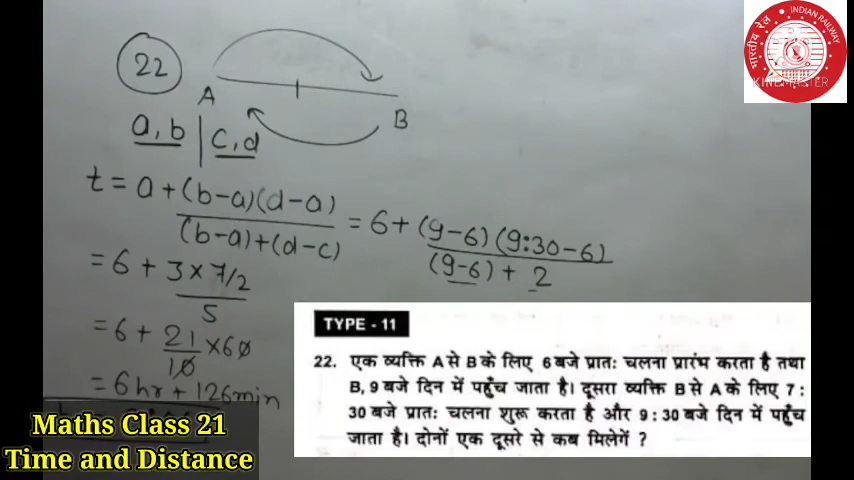 22
A
B
a, b | c, d
t = a + (b-a)(d-a) / (b-a)+(d-c) = 6 + (9-6)(9:30-6) / (9-6) + 2
= 6 + 3 × 7/2 / 5
= 6 + 21/10 × 60
= 6hr + 126min
TYPE - 11
22. एक व्यक्ति A से B के लिए 6 बजे प्रातः चलना प्रारंभ करता है तथा
B, 9 बजे दिन में पहुँच जाता है। दूसरा व्यक्ति B से A के लिए 7 :
30 बजे प्रातः चलना शुरू करता है और 9 : 30 बजे दिन में पहुँच
जाता है। दोनों एक दूसरे से कब मिलेगें ?
Maths Class 21
Time and Distance
भारतीय रेल INDIAN RAILWAY
KINEMASTER